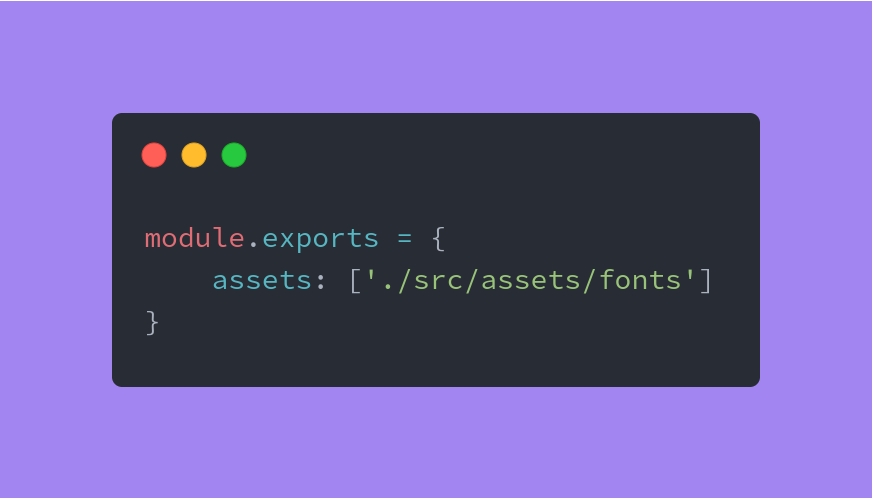 module.exports = {
    assets: ['./src/assets/fonts']
}